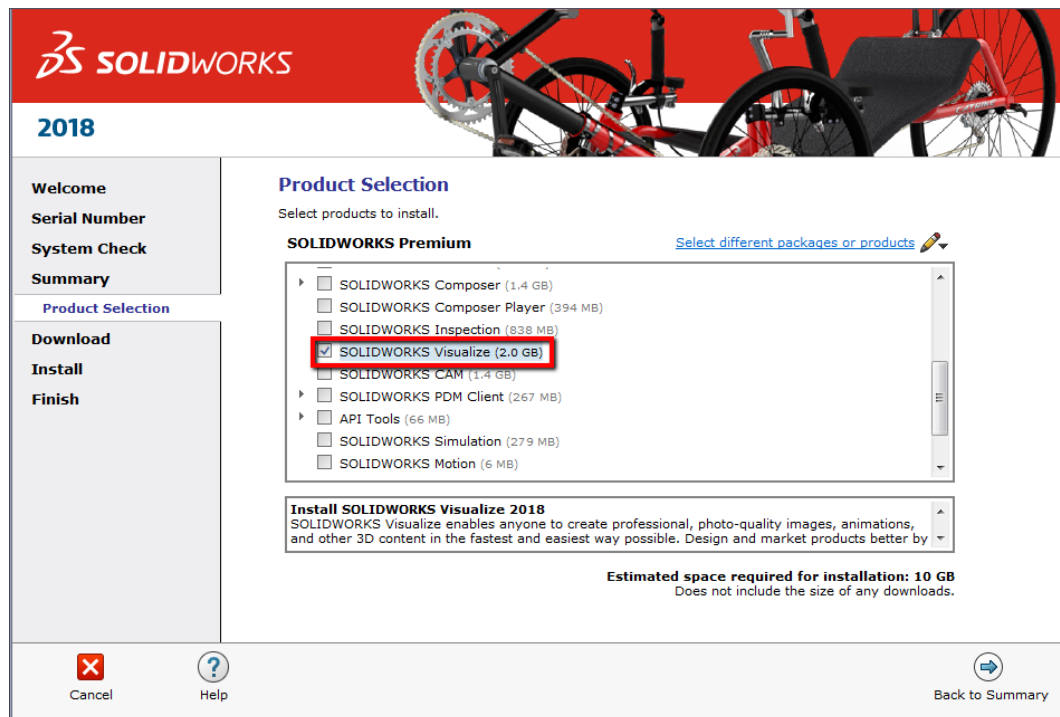 SOLIDWORKS
2018
CATRIKE
Welcome
Serial Number
System Check
Summary
Product Selection
Download
Install
Finish
Product Selection
Select products to install.
SOLIDWORKS Premium
Select different packages or products
SOLIDWORKS Composer (1.4 GB)
SOLIDWORKS Composer Player (394 MB)
SOLIDWORKS Inspection (838 MB)
SOLIDWORKS Visualize (2.0 GB)
SOLIDWORKS CAM (1.4 GB)
SOLIDWORKS PDM Client (267 MB)
API Tools (66 MB)
SOLIDWORKS Simulation (279 MB)
SOLIDWORKS Motion (6 MB)
Install SOLIDWORKS Visualize 2018
SOLIDWORKS Visualize enables anyone to create professional, photo-quality images, animations,
and other 3D content in the fastest and easiest way possible. Design and market products better by
Estimated space required for installation: 10 GB
Does not include the size of any downloads.
Cancel
Help
Back to Summary